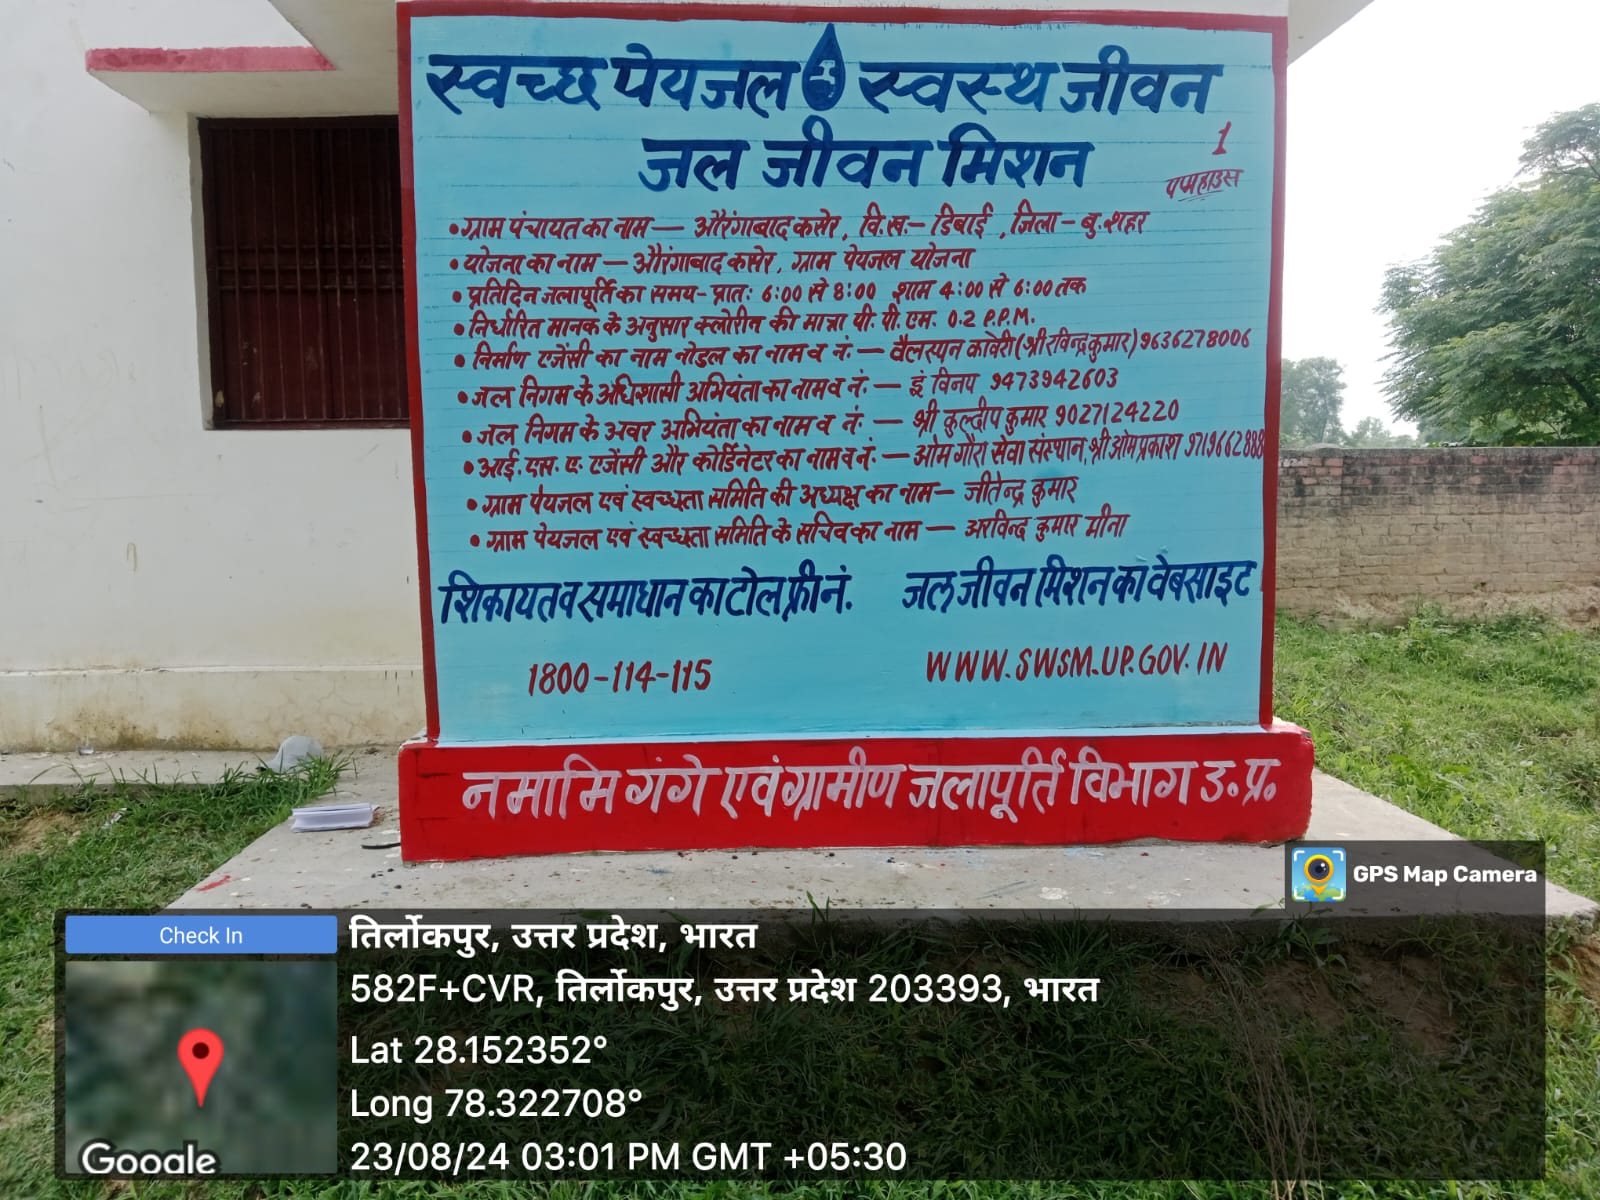 स्वच्छ पेयजल स्वस्थ जीवन
जल जीवन मिशन
1
पम्पहाउस
• ग्राम पंचायत का नाम — औरंगाबाद कसेर, वि.ख.- डिबाई, जिला - बु.शहर
• योजना का नाम — औरंगाबाद कसेर, ग्राम पेयजल योजना
• प्रतिदिन जलापूर्ति का समय - प्रातः 6:00 से 8:00 शाम 4:00 से 6:00 तक
• निर्धारित मानक के अनुसार क्लोरीन की मात्रा पी. पी. एम. 0.2 P.P.M.
• निर्माण एजेंसी का नाम नोडल का नाम व नं: — वैलस्पन कावेरी (श्री रविन्द्र कुमार) 9636278006
• जल निगम के अधिशासी अभियंता का नाम व नं. — इं विनय 9473942603
• जल निगम के अवर अभियंता का नाम व नं: — श्री कुल्दीप कुमार 9027124220
• आई. एस. ए. एजेंसी और कोर्डिनेटर का नाम व नं. — ओम गौरा सेवा संस्थान, श्री ओम प्रकाश
• ग्राम पेयजल एवं स्वच्छता समिति की अध्यक्ष का नाम — जीतेन्द्र कुमार
• ग्राम पेयजल एवं स्वच्छता समिति के सचिव का नाम — अरविन्द कुमार मीना
शिकायत व समाधान का टोल फ्री नं. जल जीवन मिशन का वेबसाइट
1800-114-115 WWW.SWSM.UP.GOV.IN
नमामि गंगे एवं ग्रामीण जलापूर्ति विभाग उ.प्र.
GPS Map Camera
Check In
तिर्लोकपुर, उत्तर प्रदेश, भारत
582F+CVR, तिर्लोकपुर, उत्तर प्रदेश 203393, भारत
Lat 28.152352°
Long 78.322708°
23/08/24 03:01 PM GMT +05:30
Google